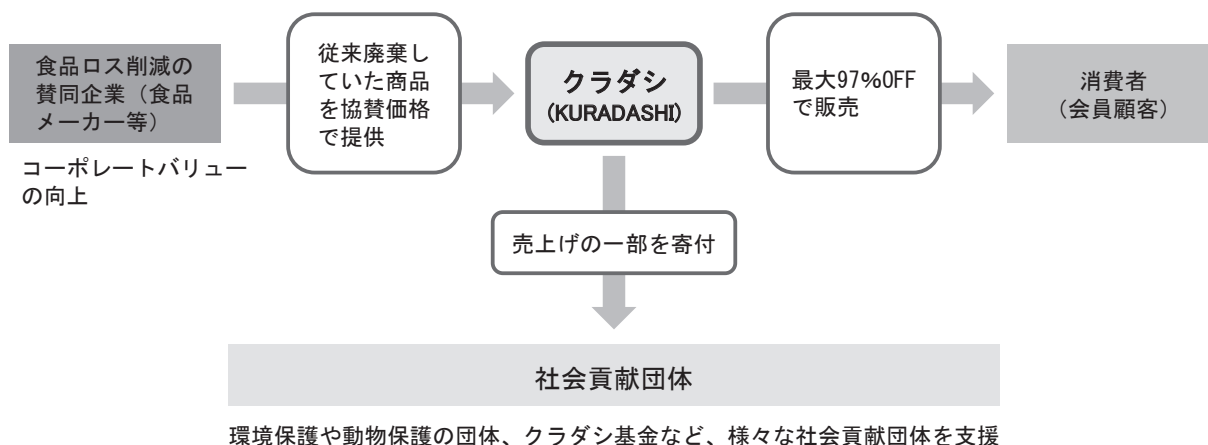 食品ロス削減の
賛同企業（食品
メーカー等）
コーポレートバリュー
の向上
従来廃棄し
ていた商品
を協賛価格
で提供
クラダシ
(KURADASHI)
最大97%OFF
で販売
消費者
（会員顧客）
売上げの一部を寄付
社会貢献団体
環境保護や動物保護の団体、クラダシ基金など、様々な社会貢献団体を支援